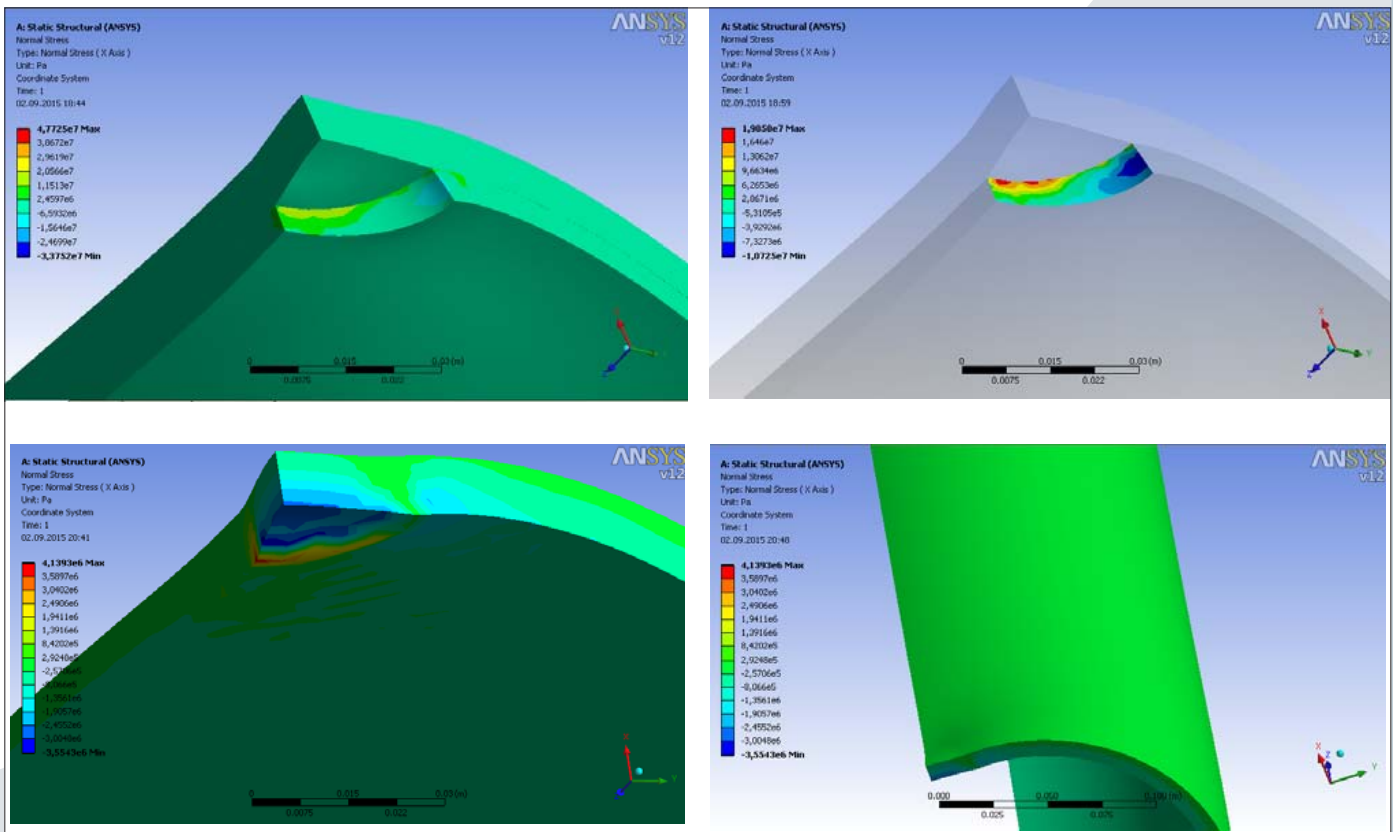 A: Static Structural (ANSYS)
Normal Stress
Type: Normal Stress ( X Axis )
Unit: Pa
Coordinate System
Time: 1
02.09.2015 18:44
4,7725e7 Max
3,8672e7
2,9619e7
2,0566e7
1,1513e7
2,4597e6
-6,5932e6
-1,5646e7
-2,4699e7
-3,3752e7 Min
ANSYS
v12
0
0.015
0.03 (m)
0.0075
0.022
X
Y
Z
A: Static Structural (ANSYS)
Normal Stress
Type: Normal Stress ( X Axis )
Unit: Pa
Coordinate System
Time: 1
02.09.2015 18:59
1,9858e7 Max
1,646e7
1,3062e7
9,6634e6
6,2653e6
2,8671e6
-5,3105e5
-3,9292e6
-7,3273e6
-1,0725e7 Min
ANSYS
v12
0
0.015
0.03 (m)
0.0075
0.022
X
Y
Z
A: Static Structural (ANSYS)
Normal Stress
Type: Normal Stress ( X Axis )
Unit: Pa
Coordinate System
Time: 1
02.09.2015 20:41
4,1393e6 Max
3,5897e6
3,0402e6
2,4906e6
1,9411e6
1,3916e6
8,4202e5
2,9248e5
-2,5706e5
-8,066e5
-1,3561e6
-1,9057e6
-2,4552e6
-3,0048e6
-3,5543e6 Min
ANSYS
v12
0
0.015
0.03 (m)
0.0075
0.022
X
Y
Z
A: Static Structural (ANSYS)
Normal Stress
Type: Normal Stress ( X Axis )
Unit: Pa
Coordinate System
Time: 1
02.09.2015 20:48
4,1393e6 Max
3,5897e6
3,0402e6
2,4906e6
1,9411e6
1,3916e6
8,4202e5
2,9248e5
-2,5706e5
-8,066e5
-1,3561e6
-1,9057e6
-2,4552e6
-3,0048e6
-3,5543e6 Min
ANSYS
v12
0.000
0.050
0.100 (m)
0.025
0.075
X
Z
Y